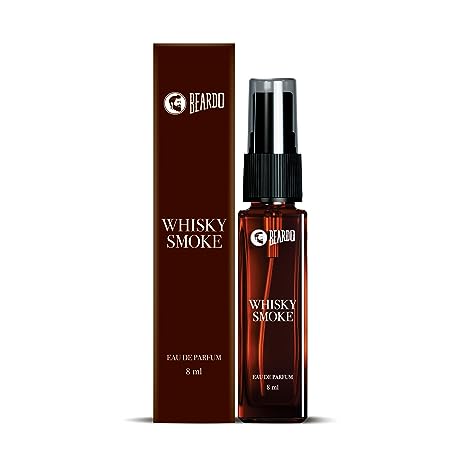 BEARDO
WHISKY
SMOKE
EAU DE PARFUM
8 ml
BEARDO
WHISKY
SMOKE
EAU DE PARFUM
8 ml